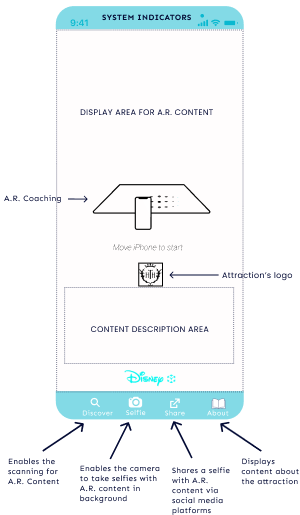 SYSTEM INDICATORS
9:41
DISPLAY AREA FOR A.R. CONTENT
A.R. Coaching
Move iPhone to start
Attraction's logo
CONTENT DESCRIPTION AREA
Disney
Discover
Selfie
Share
About
Enables the
scanning for
A.R. Content
Enables the camera
to take selfies with
A.R. content in
background
Shares a selfie
with A.R.
content via
social media
platforms
Displays
content about
the attraction